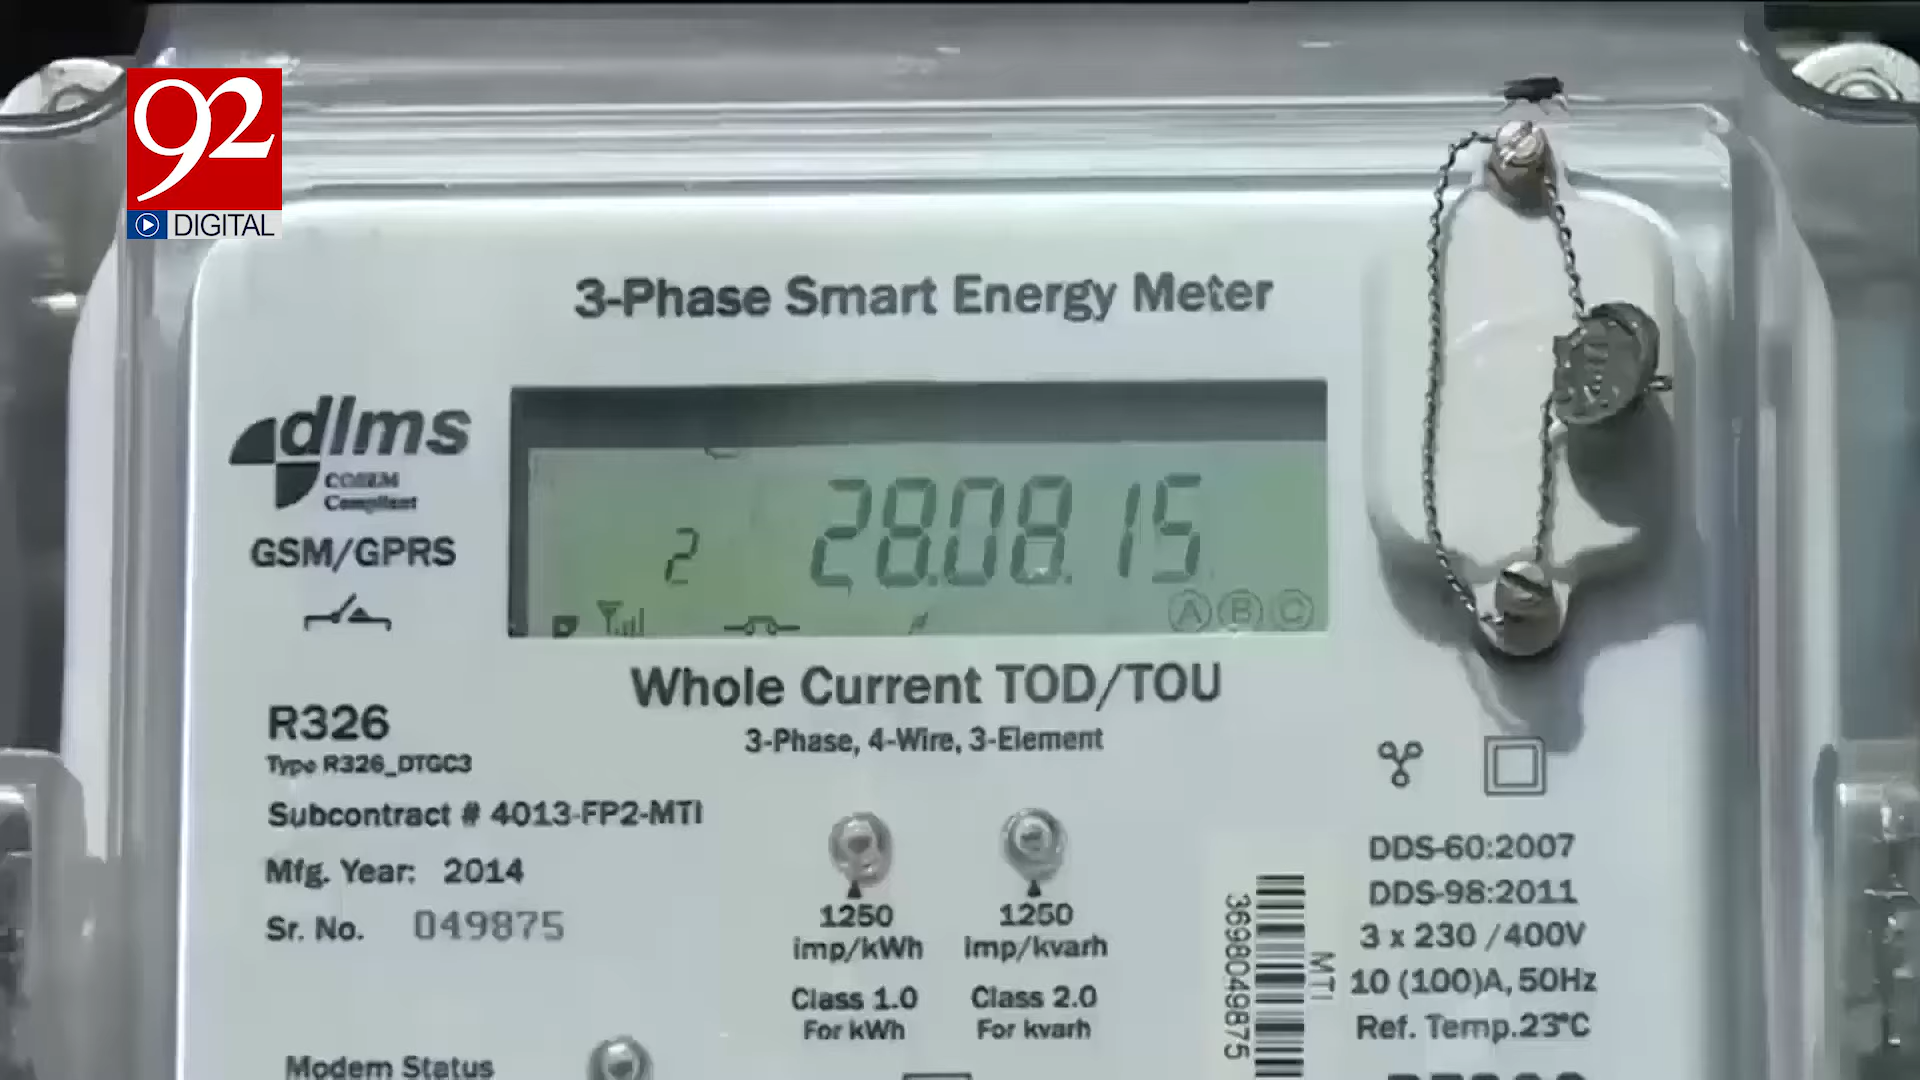 92
DIGITAL
3-Phase Smart Energy Meter
dlms
COSEM
Compliant
GSM/GPRS
2 28.08.15
A B C
Whole Current TOD/TOU
3-Phase, 4-Wire, 3-Element
R326
Type R326_DTGC3
Subcontract # 4013-FP2-MTI
Mfg. Year: 2014
Sr. No. 049875
1250
imp/kWh
Class 1.0
For kWh
1250
imp/kvarh
Class 2.0
For kvarh
3698049875
MTI
DDS-60:2007
DDS-98:2011
3 x 230 /400V
10 (100)A, 50Hz
Ref. Temp.23°C
Modem Status